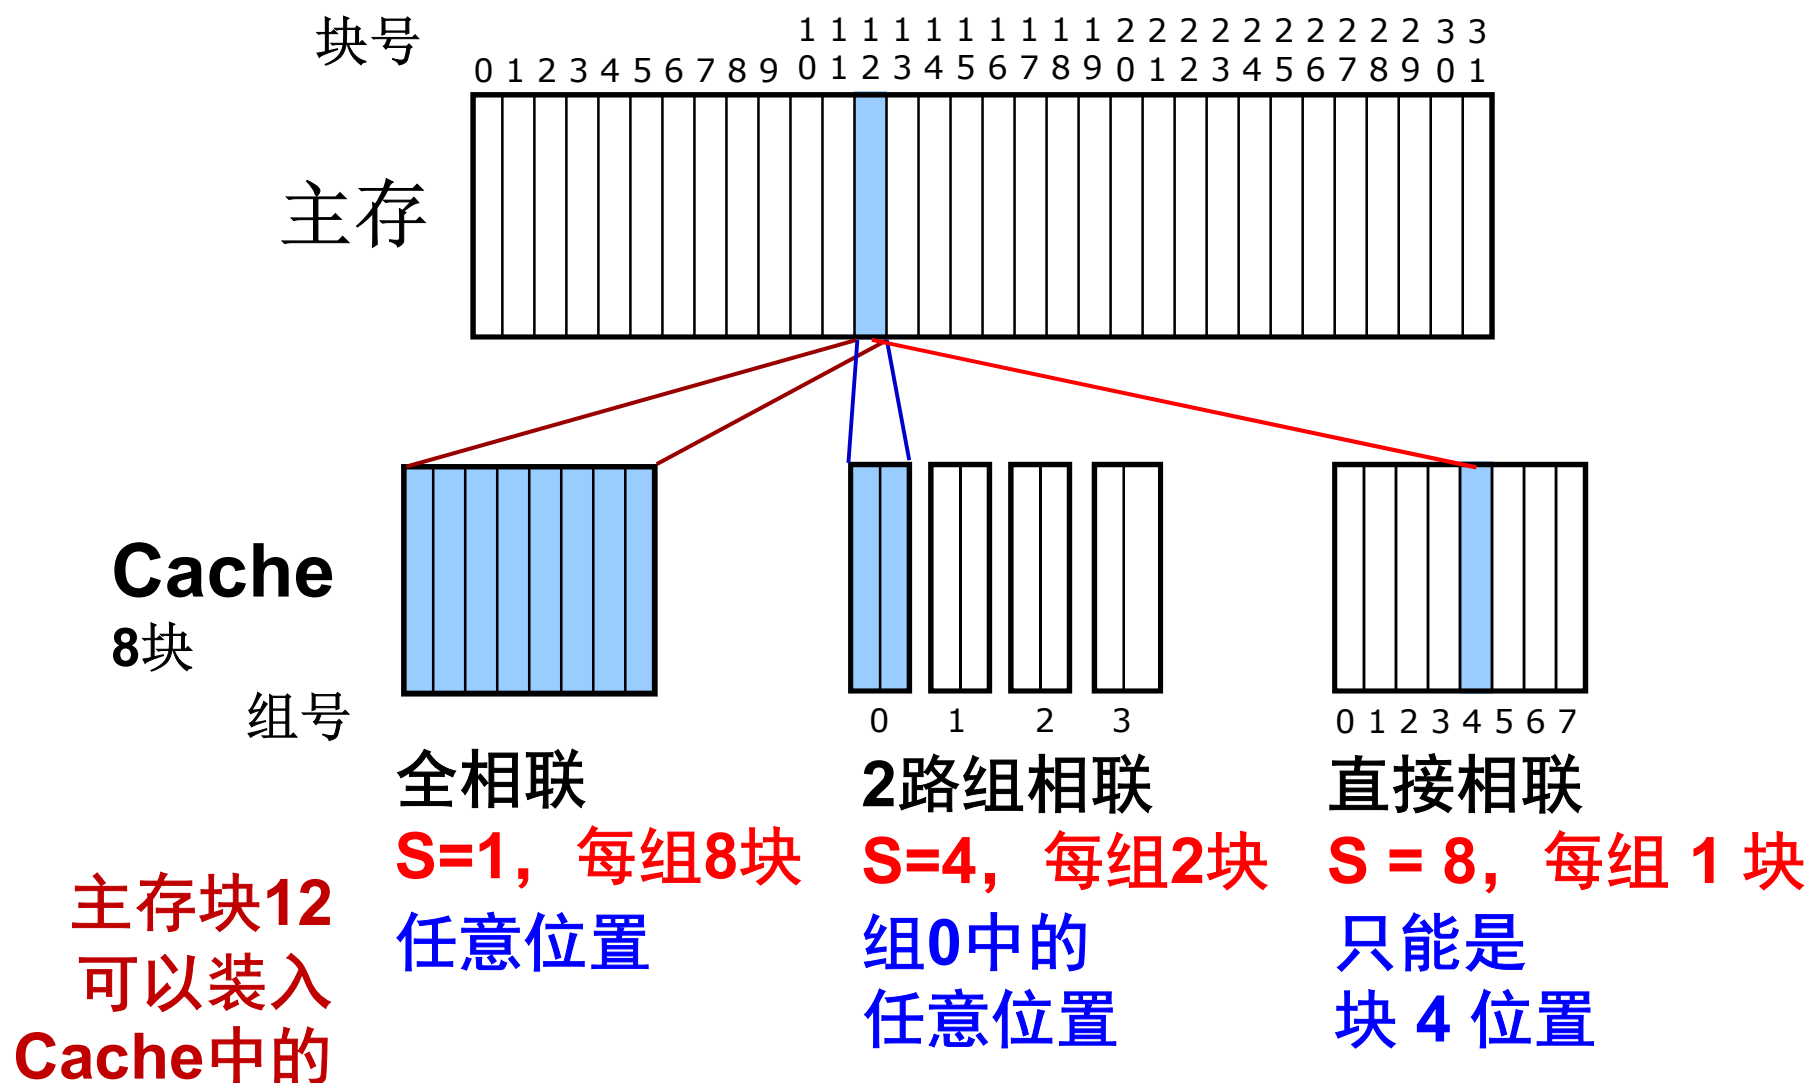 块号
0 1 2 3 4 5 6 7 8 9 10 11 12 13 14 15 16 17 18 19 20 21 22 23 24 25 26 27 28 29 30 31
主存
Cache
8块
组号
0 1 2 3
0 1 2 3 4 5 6 7
全相联
2路组相联
直接相联
S=1，每组8块
S=4，每组2块
S = 8，每组 1 块
主存块12
可以装入
Cache中的
任意位置
组0中的
任意位置
只能是
块 4 位置